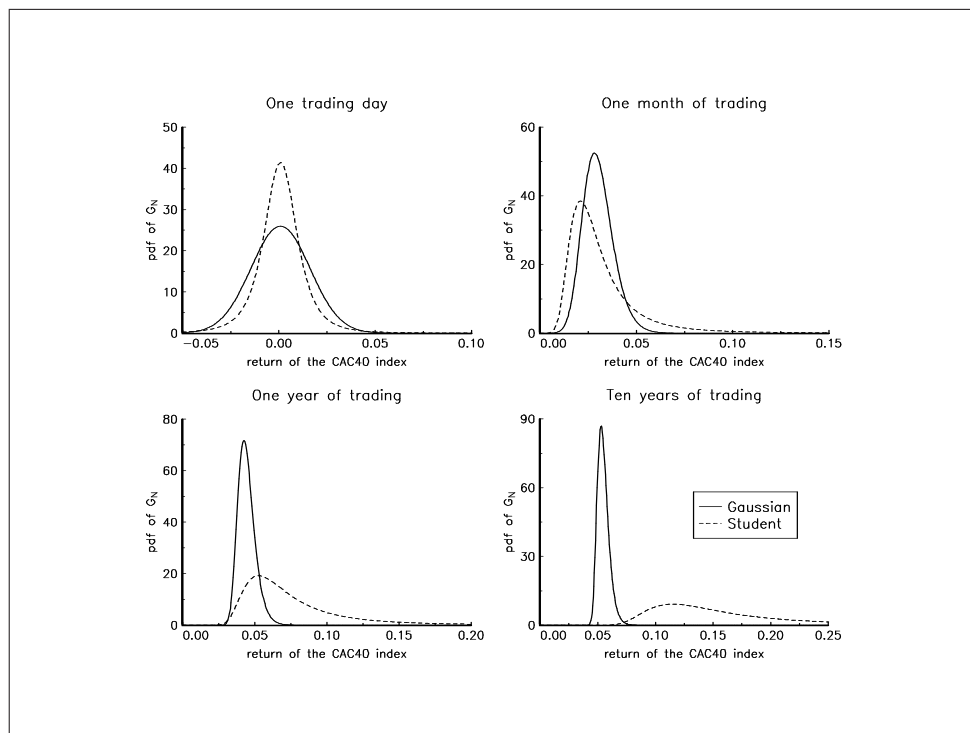 One trading day
50
40
30
20
10
0
pdf of G_N
−0.05 0.00 0.05 0.10
return of the CAC40 index
One month of trading
60
40
20
0
pdf of G_N
0.00 0.05 0.10 0.15
return of the CAC40 index
One year of trading
80
60
40
20
0
pdf of G_N
0.00 0.05 0.10 0.15 0.20
return of the CAC40 index
Ten years of trading
90
60
30
0
pdf of G_N
0.00 0.05 0.10 0.15 0.20 0.25
return of the CAC40 index
Gaussian
Student